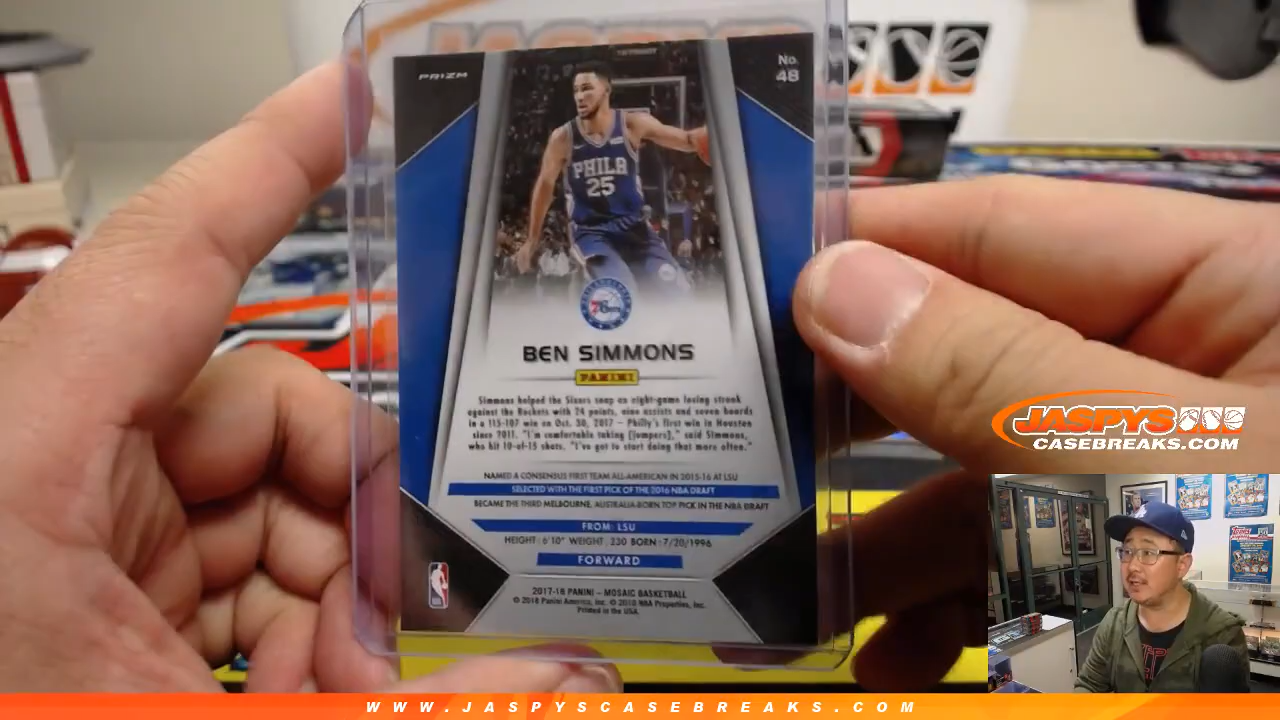 PRIZM
No.
48
PHILA
25
76ers
BEN SIMMONS
PANINI
Simmons helped the Sixers snap an eight-game losing streak
against the Rockets with 24 points, nine assists and seven boards
in a 115-107 win on Oct. 30, 2017 – Philly's first win in Houston
since 2011. "I'm comfortable taking [jumpers]," said Simmons,
who hit 10-of-15 shots. "I've got to start doing that more often."
NAMED A CONSENSUS FIRST TEAM ALL-AMERICAN IN 2015-16 AT LSU
SELECTED WITH THE FIRST PICK OF THE 2016 NBA DRAFT
BECAME THE THIRD MELBOURNE, AUSTRALIA-BORN TOP PICK IN THE NBA DRAFT
FROM: LSU
HEIGHT: 6'10" WEIGHT: 230 BORN: 7/20/1996
FORWARD
2017-18 PANINI – MOSAIC BASKETBALL
© 2018 Panini America, Inc. © 2018 NBA Properties, Inc.
Printed in the USA.
JASPYS
CASEBREAKS.COM
WWW.JASPYSCASEBREAKS.COM